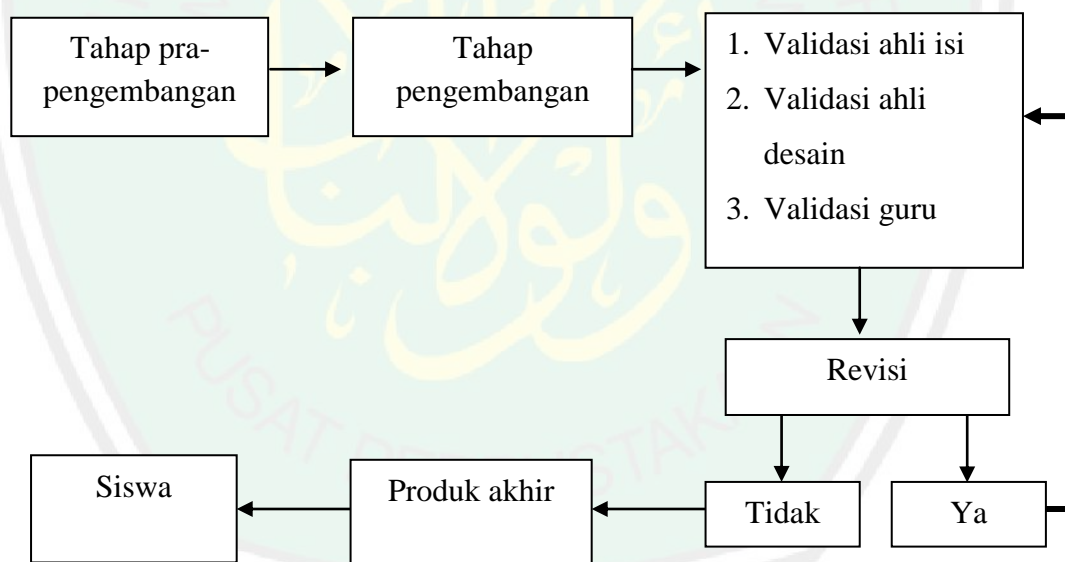 Tahap pra-
pengembangan
Tahap
pengembangan
1. Validasi ahli isi
2. Validasi ahli
desain
3. Validasi guru
Revisi
Tidak
Ya
Produk akhir
Siswa
PUSAT